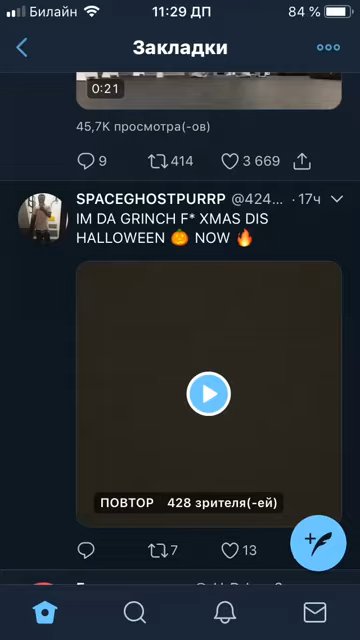 Билайн 11:29 ДП 84 %
Закладки
0:21
45,7K просмотра(-ов)
9 414 3 669
SPACEGHOSTPURRP @424... · 17ч
IM DA GRINCH F* XMAS DIS
HALLOWEEN 🎃 NOW 🔥
ПОВТОР 428 зрителя(-ей)
7 13